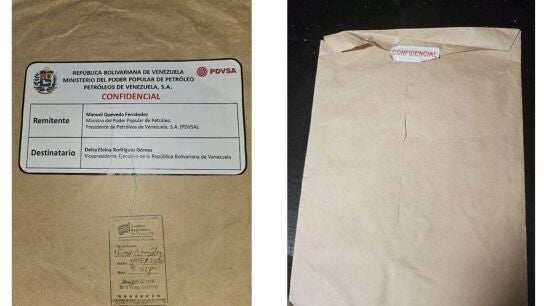 REPÚBLICA BOLIVARIANA DE VENEZUELA
MINISTERIO DEL PODER POPULAR DE PETRÓLEO
PETRÓLEOS DE VENEZUELA, S.A.
PDVSA
CONFIDENCIAL
Remitente
Manuel Quevedo Fernández
Ministro del Poder Popular de Petróleo.
Presidente de Petróleos de Venezuela, S.A. (PDVSA).
Destinatario
Delcy Eloina Rodríguez Gómez
Vicepresidente Ejecutiva de la República Bolivariana de Venezuela
CONFIDENCIAL